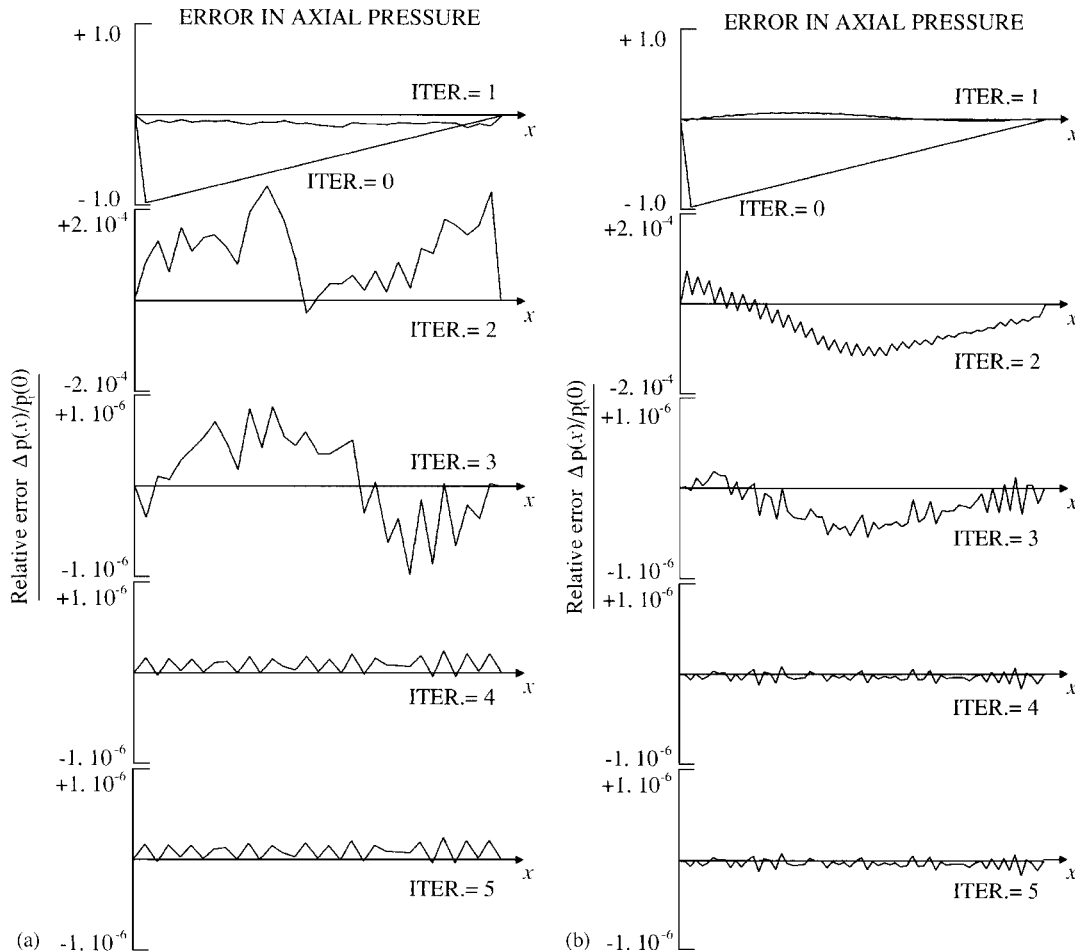 ERROR IN AXIAL PRESSURE
+ 1.0
ITER.= 1
x
ITER.= 0
- 1.0
+2. 10-4
x
ITER.= 2
-2. 10-4
+1. 10-6
ITER.= 3
x
-1. 10-6
+1. 10-6
x
ITER.= 4
-1. 10-6
+1. 10-6
x
ITER.= 5
-1. 10-6
Relative error Δ p(x)/p(0)
(a)
ERROR IN AXIAL PRESSURE
+ 1.0
ITER.= 1
x
- 1.0
ITER.= 0
+2. 10-4
x
ITER.= 2
-2. 10-4
+1. 10-6
x
ITER.= 3
-1. 10-6
+1. 10-6
x
ITER.= 4
-1. 10-6
+1. 10-6
x
ITER.= 5
-1. 10-6
Relative error Δ p(x)/p(0)
(b)